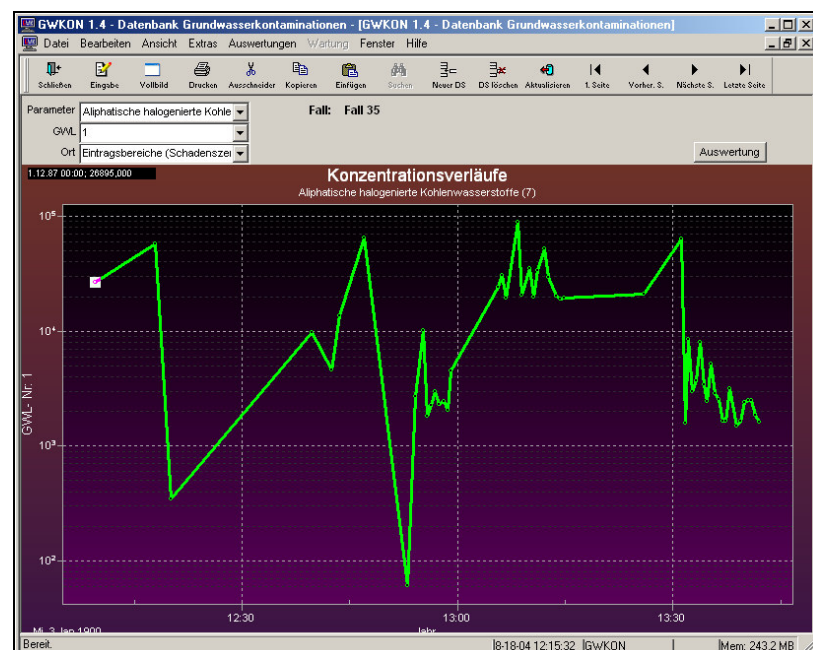 GWKON 1.4 - Datenbank Grundwasserkontaminationen - [GWKON 1.4 - Datenbank Grundwasserkontaminationen]
Datei Bearbeiten Ansicht Extras Auswertungen Wartung Fenster Hilfe
Schließen Eingabe Vollbild Drucken Ausschneider Kopieren Einfügen Suchen Neuer DS DS löschen Aktualisieren 1. Seite Vorher. S. Nächste S. Letzte Seite
Parameter Aliphatische halogenierte Kohle Fall: Fall 35
GWL 1
Ort Eintragsbereiche (Schadenszer Auswertung
1.12.87 00:00; 26895,000
Konzentrationsverläufe
Aliphatische halogenierte Kohlenwasserstoffe (7)
10⁵
10⁴
GWL- Nr: 1
10³
10²
12:30 13:00 13:30
Mi. 3 Jan 1900 Jahr
Bereit. 8-18-04 12:15:32 GWKON Mem: 243.2 MB